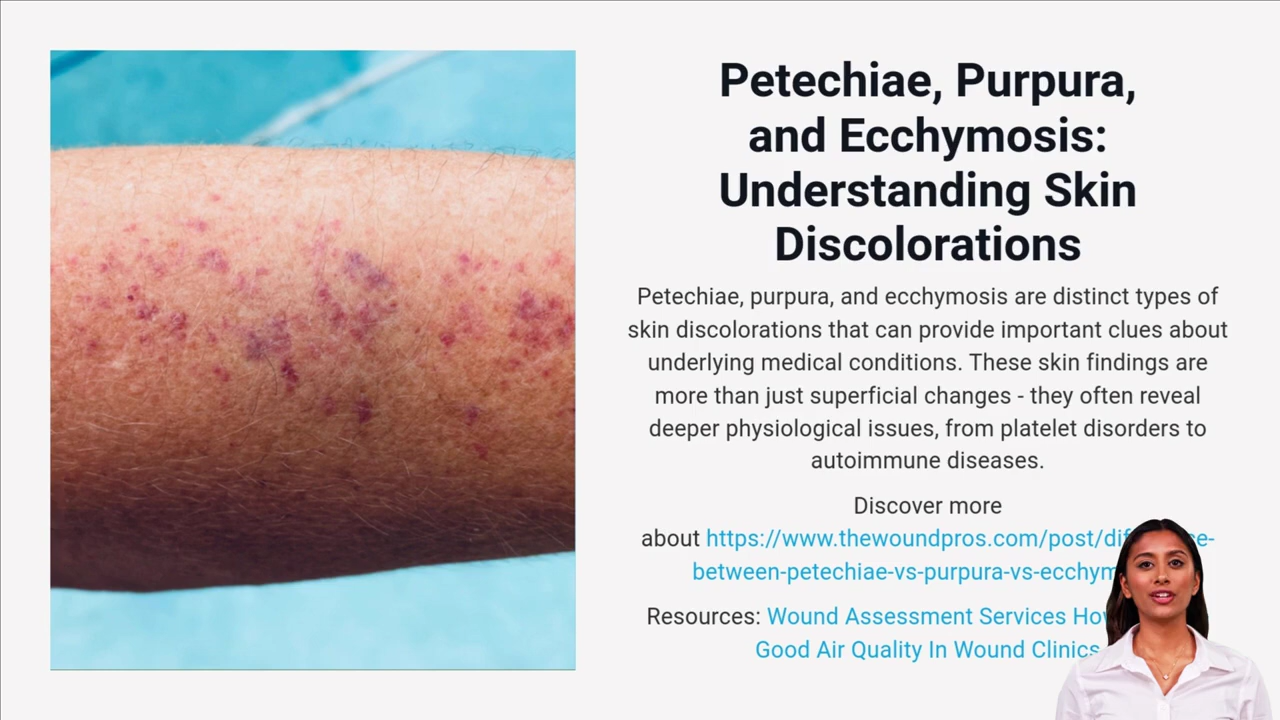 Petechiae, Purpura,
and Ecchymosis:
Understanding Skin
Discolorations
Petechiae, purpura, and ecchymosis are distinct types of
skin discolorations that can provide important clues about
underlying medical conditions. These skin findings are
more than just superficial changes - they often reveal
deeper physiological issues, from platelet disorders to
autoimmune diseases.
Discover more
about https://www.thewoundpros.com/post/dif
between-petechiae-vs-purpura-vs-ecchym
Resources: Wound Assessment Services
Good Air Quality In Wound Clinics